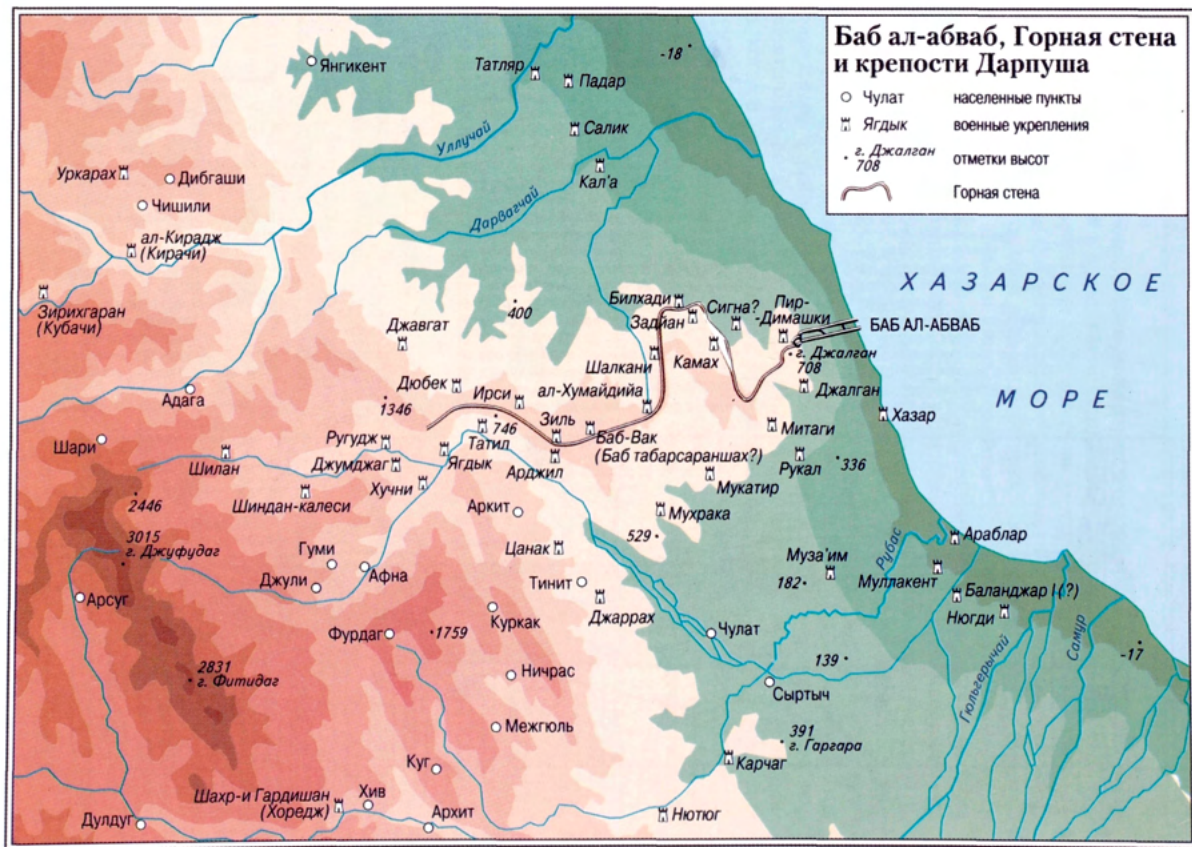 Баб ал-абваб, Горная стена
и крепости Дарпуша
Чулат населенные пункты
Ягдык военные укрепления
г. Джалган
708 отметки высот
Горная стена
Янгикент
Татляр
Падар
-18
Салик
Уллучай
Кал'а
Уркарах
Дибгаши
Чишили
Дарвагчай
ал-Кирадж
(Кирачи)
Зирихгаран
(Кубачи)
ХАЗАРСКОЕ
МОРЕ
400
Билхади
Сигна?
Пир-
-Димашки
Задйан
БАБ АЛ-АБВАБ
Джавгат
Шалкани
Камах
г. Джалган
708
Дюбек
Ирси
ал-Хумайдийа
Джалган
Адага
1346
746
Зиль
Хазар
Шари
Ругудж
Татил
Баб-Вак
(Баб табарсараншах?)
Митаги
Шилан
Джумджаг
Ягдык
Арджил
Рукал
336
Шиндан-калеси
Хучни
Мукатир
2446
Аркит
Мухрака
3015
г. Джуфудаг
Цанак
529
Рубас
Араблар
Гуми
Муза'им
Афна
Джули
Тинит
182
Муллакент
Арсуг
Джаррах
Баланджар I (?)
Куркак
Нюгди
Фурдаг
1759
Чулат
Самур
2831
г. Фитидаг
Ничрас
139
-17
Сыртыч
Гюльгерычай
Межгюль
391
г. Гаргара
Куг
Карчаг
Шахр-и Гардишан
(Хоредж)
Хив
Дулдуг
Архит
Нютюг